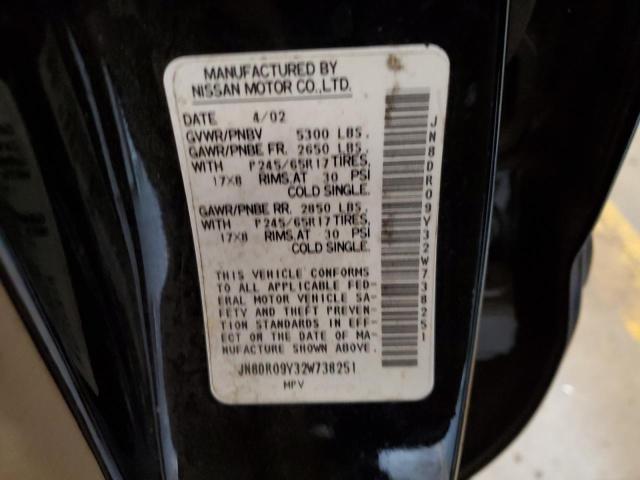 MANUFACTURED BY
NISSAN MOTOR CO.,LTD.
DATE 4/02
GVWR/PNBV 5300 LBS.
GAWR/PNBE FR. 2650 LBS.
WITH P245/65R17 TIRES,
17X8 RIMS,AT 30 PSI
COLD SINGLE.
GAWR/PNBE RR. 2850 LBS.
WITH P245/65R17 TIRES,
17X8 RIMS,AT 30 PSI
COLD SINGLE.
THIS VEHICLE CONFORMS
TO ALL APPLICABLE FED-
ERAL MOTOR VEHICLE SA-
FETY AND THEFT PREVEN-
TION STANDARDS IN EFF-
ECT ON THE DATE OF MA-
NUFACTURE SHOWN ABOVE.
JN8DR09Y32W738251
MPV
JN8DR09Y32W738251